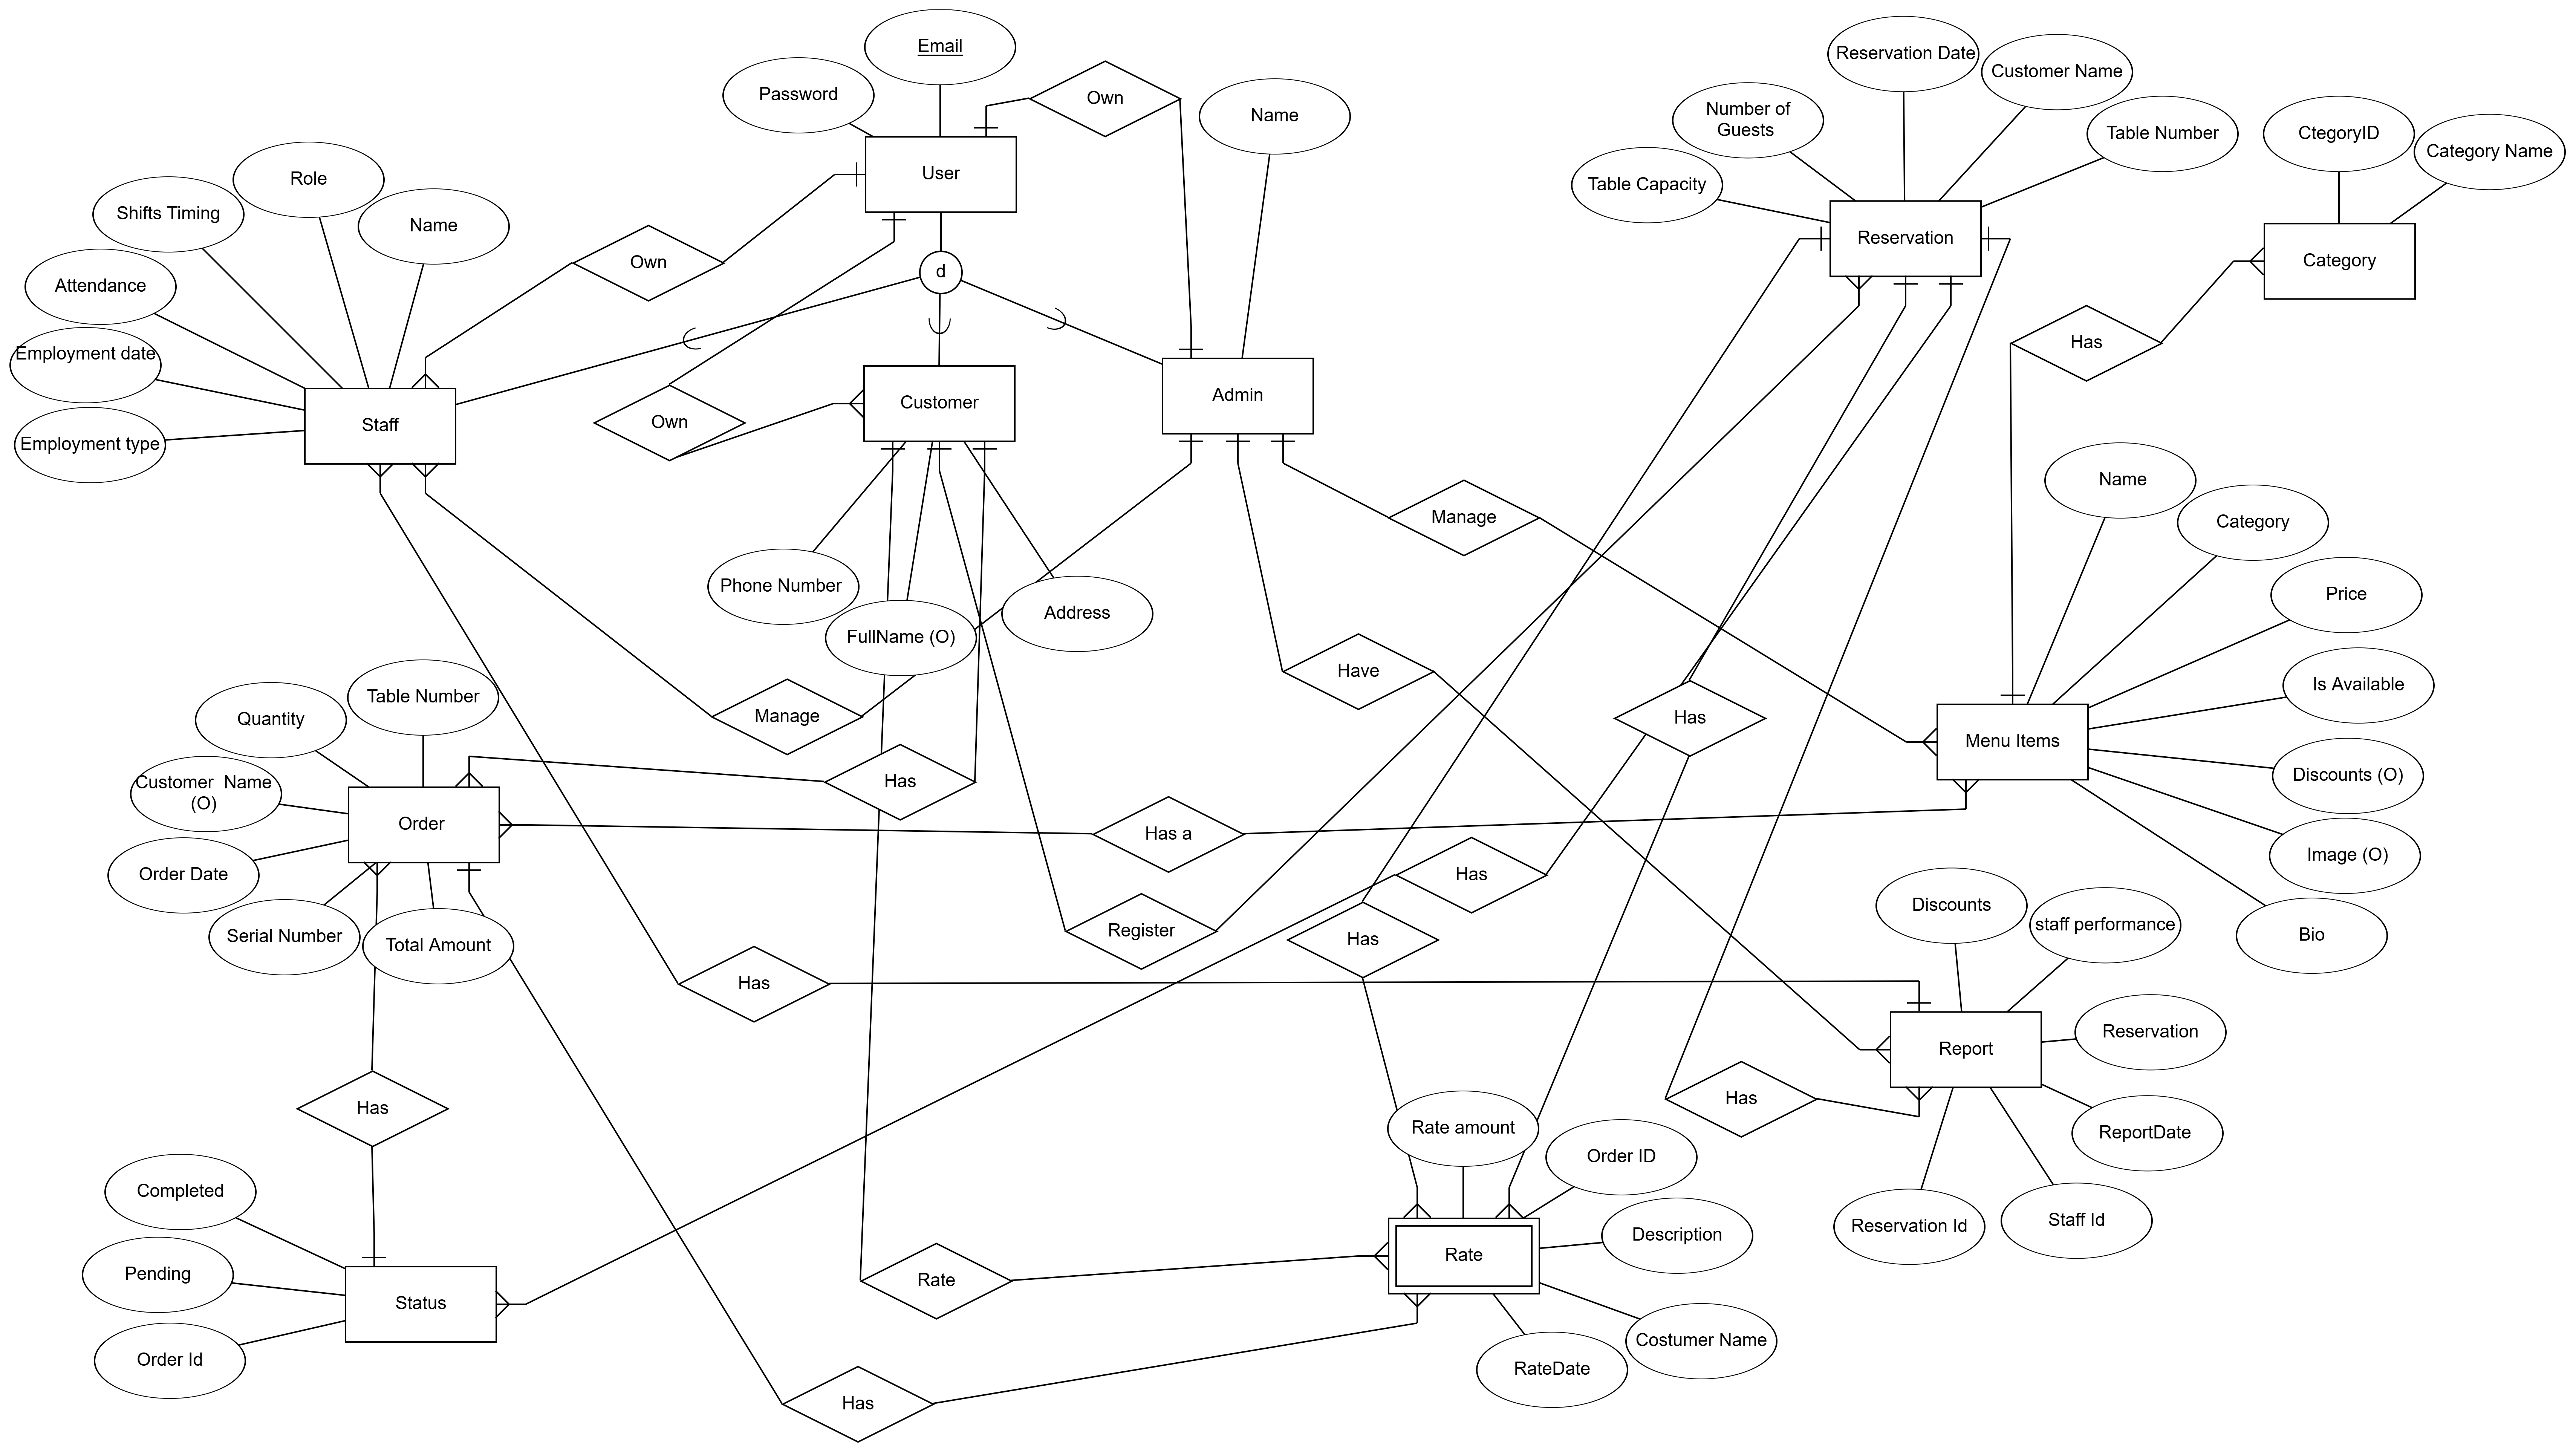 Email
Reservation Date
Customer Name
Password
Own
Name
Number of
Guests
Table Number
CtegoryID
Category Name
User
Role
Table Capacity
Shifts Timing
Name
Reservation
Own
Category
d
Attendance
Has
Employment date
Customer
Admin
Staff
Own
Employment type
Name
Manage
Category
Phone Number
Price
Address
FullName (O)
Have
Is Available
Table Number
Quantity
Manage
Has
Menu Items
Customer  Name
(O)
Has
Discounts (O)
Order
Has a
Image (O)
Order Date
Has
Discounts
staff performance
Register
Serial Number
Total Amount
Has
Bio
Has
Reservation
Report
Has
Has
Rate amount
ReportDate
Order ID
Completed
Reservation Id
Staff Id
Description
Pending
Rate
Rate
Status
Costumer Name
Order Id
RateDate
Has